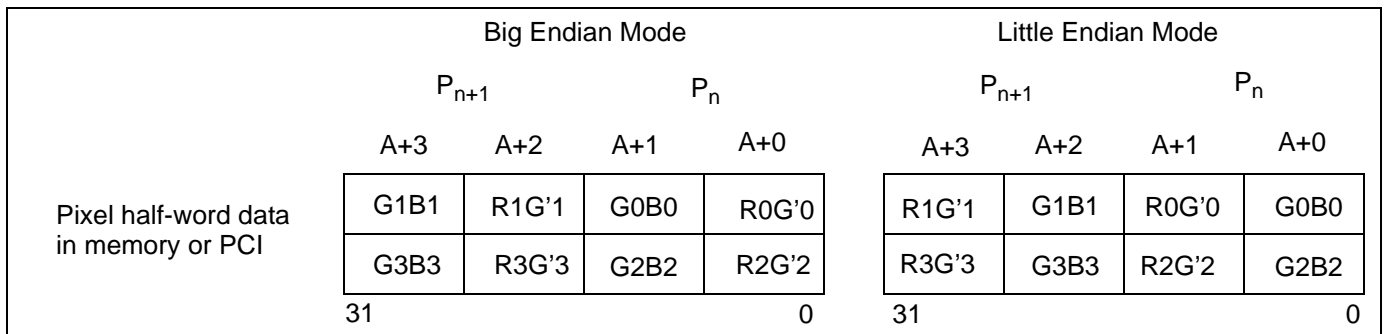 Big Endian Mode Little Endian Mode
Pn+1 Pn Pn+1 Pn
A+3 A+2 A+1 A+0 A+3 A+2 A+1 A+0
G1B1 R1G'1 G0B0 R0G'0 R1G'1 G1B1 R0G'0 G0B0
Pixel half-word data
in memory or PCI
G3B3 R3G'3 G2B2 R2G'2 R3G'3 G3B3 R2G'2 G2B2
31 0 31 0